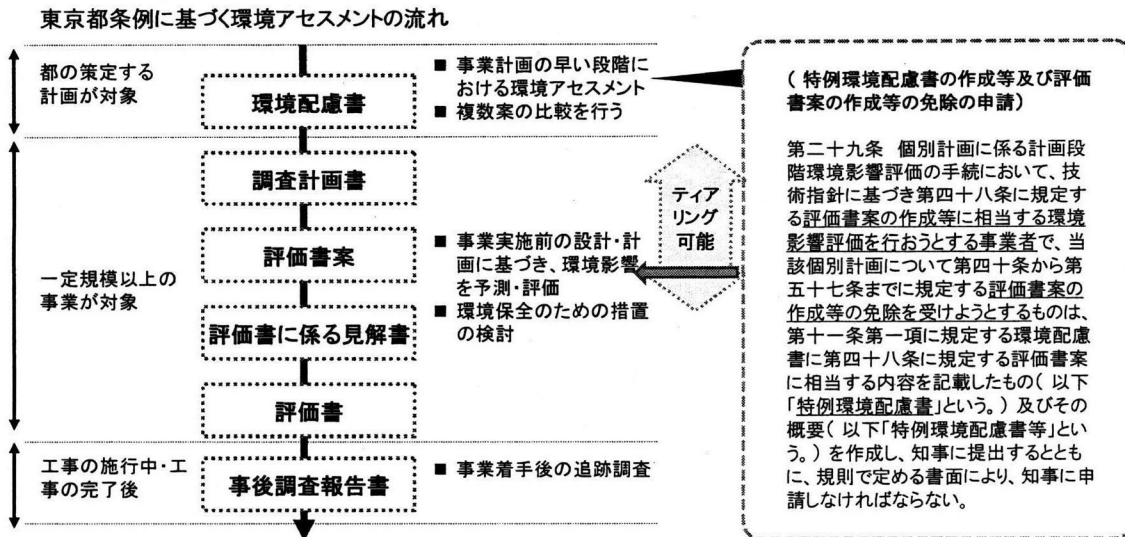 東京都条例に基づく環境アセスメントの流れ
都の策定する
計画が対象
環境配慮書
■ 事業計画の早い段階に
おける環境アセスメント
■ 複数案の比較を行う
一定規模以上の
事業が対象
調査計画書
評価書案
評価書に係る見解書
評価書
■ 事業実施前の設計・計
画に基づき、環境影響
を予測・評価
■ 環境保全のための措置
の検討
ティア
リング
可能
工事の施行中・工
事の完了後
事後調査報告書
■ 事業着手後の追跡調査
( 特例環境配慮書の作成等及び評価
書案の作成等の免除の申請)
第二十九条 個別計画に係る計画段
階環境影響評価の手続において、技
術指針に基づき第四十八条に規定す
る評価書案の作成等に相当する環境
影響評価を行おうとする事業者で、当
該個別計画について第四十条から第
五十七条までに規定する評価書案の
作成等の免除を受けようとするものは、
第十一条第一項に規定する環境配慮
書に第四十八条に規定する評価書案
に相当する内容を記載したもの( 以下
「特例環境配慮書」という。) 及びその
概要( 以下「特例環境配慮書等」とい
う。) を作成し、知事に提出するととも
に、規則で定める書面により、知事に申
請しなければならない。